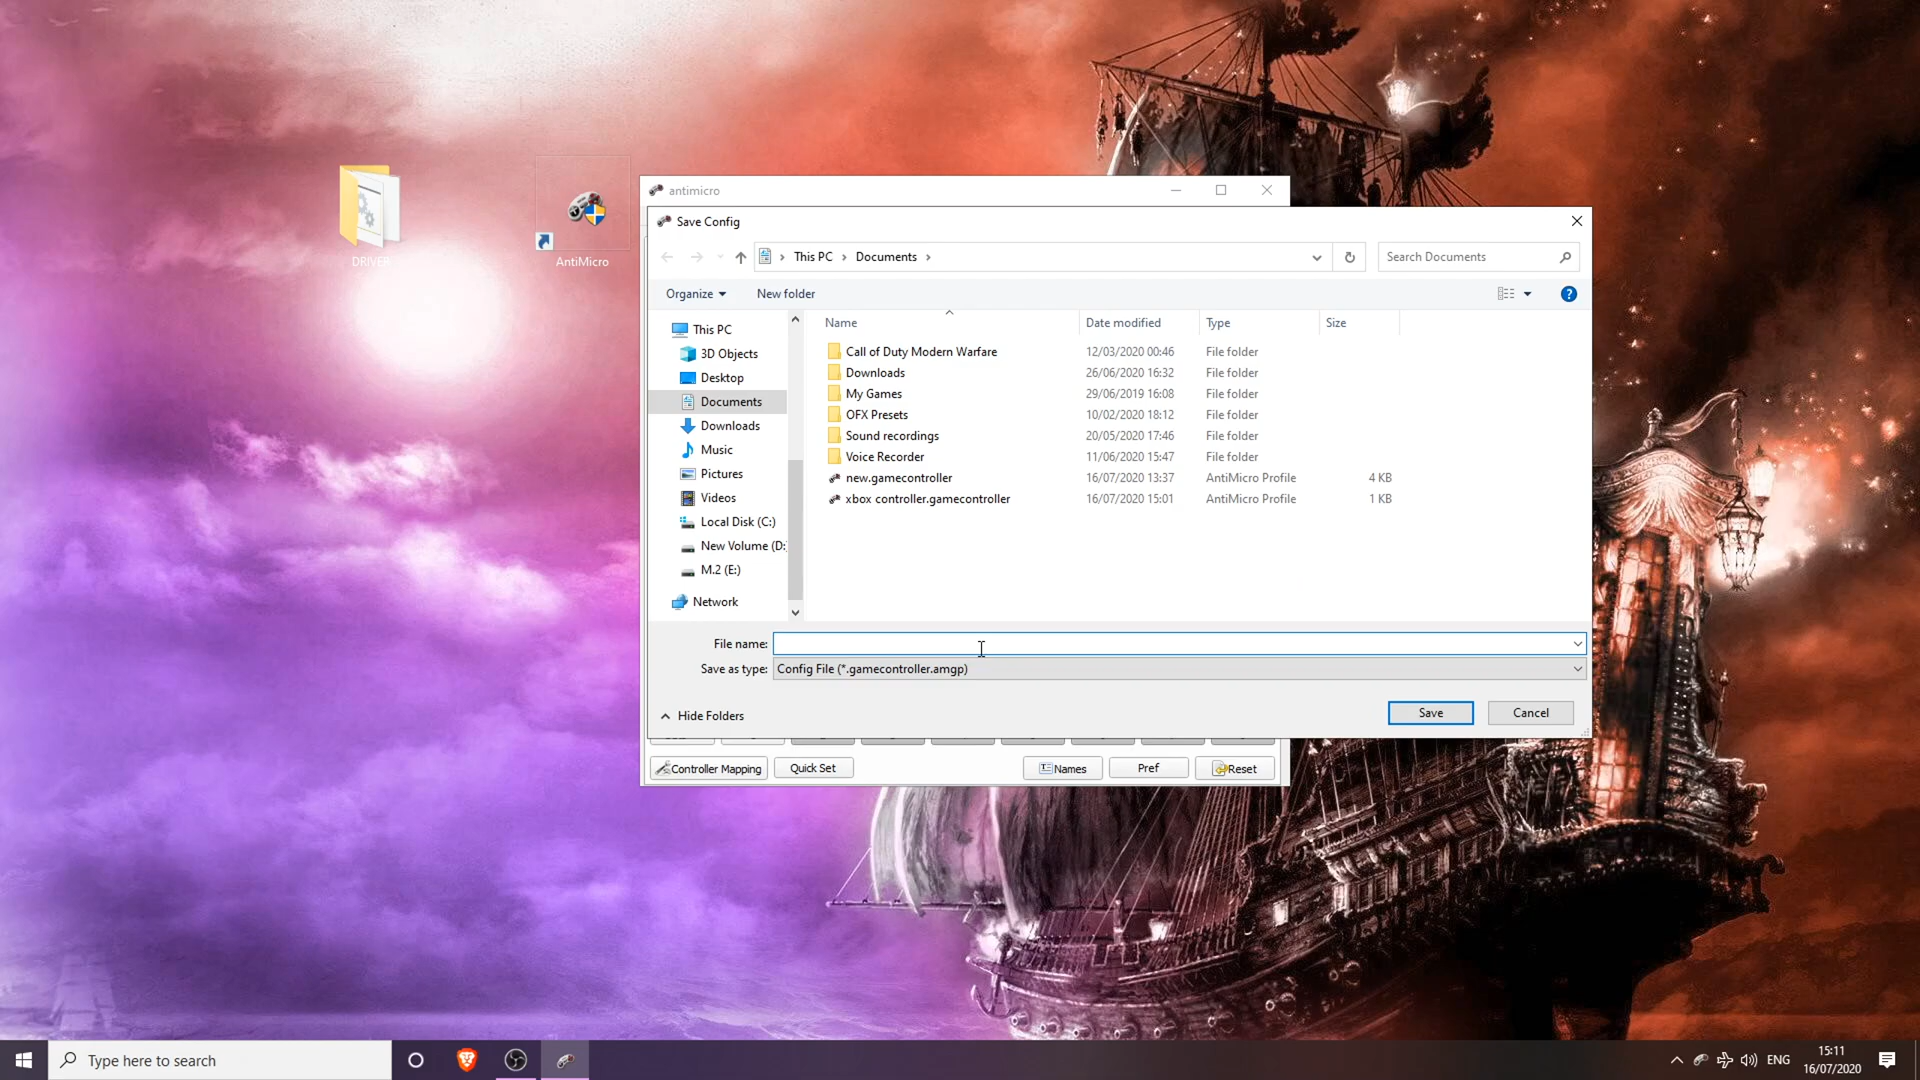 DRIVER
AntiMicro
antimicro
Save Config
This PC
Documents
Search Documents
Organize
New folder
?
This PC
3D Objects
Desktop
Documents
Downloads
Music
Pictures
Videos
Local Disk (C:)
New Volume (D:
M.2 (E:)
Network
Name Date modified Type Size
Call of Duty Modern Warfare 12/03/2020 00:46 File folder
Downloads 26/06/2020 16:32 File folder
My Games 29/06/2019 16:08 File folder
OFX Presets 10/02/2020 18:12 File folder
Sound recordings 20/05/2020 17:46 File folder
Voice Recorder 11/06/2020 15:47 File folder
new.gamecontroller 16/07/2020 13:37 AntiMicro Profile 4 KB
xbox controller.gamecontroller 16/07/2020 15:01 AntiMicro Profile 1 KB
File name:
Save as type: Config File (*.gamecontroller.amgp)
Hide Folders
Save
Cancel
Controller Mapping
Quick Set
Names
Pref
Reset
Type here to search
ENG
15:11
16/07/2020